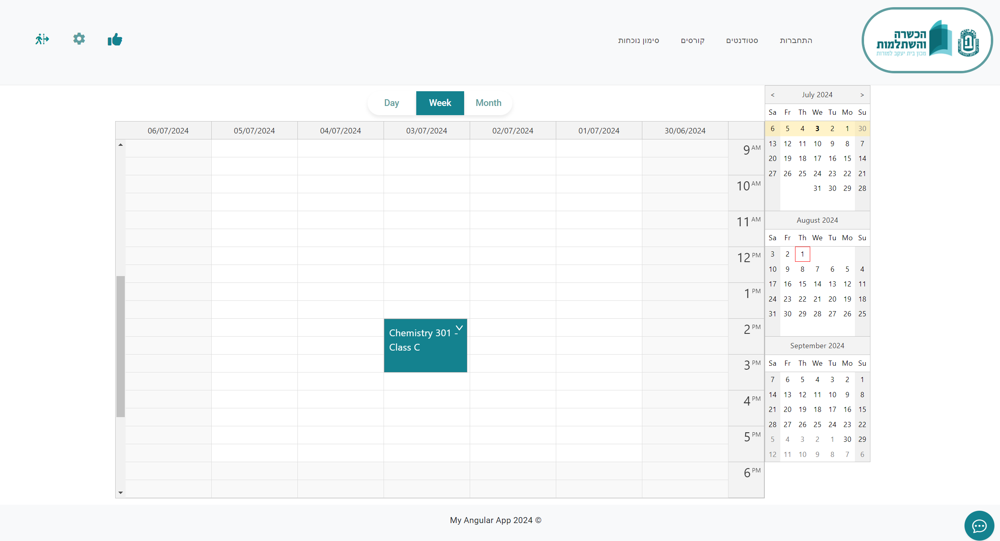 הכשרה
והשתלמות
מכון בית יעקב למורות
התחברות סטודנטים קורסים סימון נוכחות
Day Week Month
06/07/2024 05/07/2024 04/07/2024 03/07/2024 02/07/2024 01/07/2024 30/06/2024
9 AM
10 AM
11 AM
12 PM
1 PM
2 PM
Chemistry 301 -
Class C
3 PM
4 PM
5 PM
6 PM
< July 2024 >
Sa Fr Th We Tu Mo Su
6 5 4 3 2 1 30
13 12 11 10 9 8 7
20 19 18 17 16 15 14
27 26 25 24 23 22 21
31 30 29 28
August 2024
Sa Fr Th We Tu Mo Su
3 2 1
10 9 8 7 6 5 4
17 16 15 14 13 12 11
24 23 22 21 20 19 18
31 30 29 28 27 26 25
September 2024
Sa Fr Th We Tu Mo Su
7 6 5 4 3 2 1
14 13 12 11 10 9 8
21 20 19 18 17 16 15
28 27 26 25 24 23 22
5 4 3 2 1 30 29
12 11 10 9 8 7 6
My Angular App 2024 ©